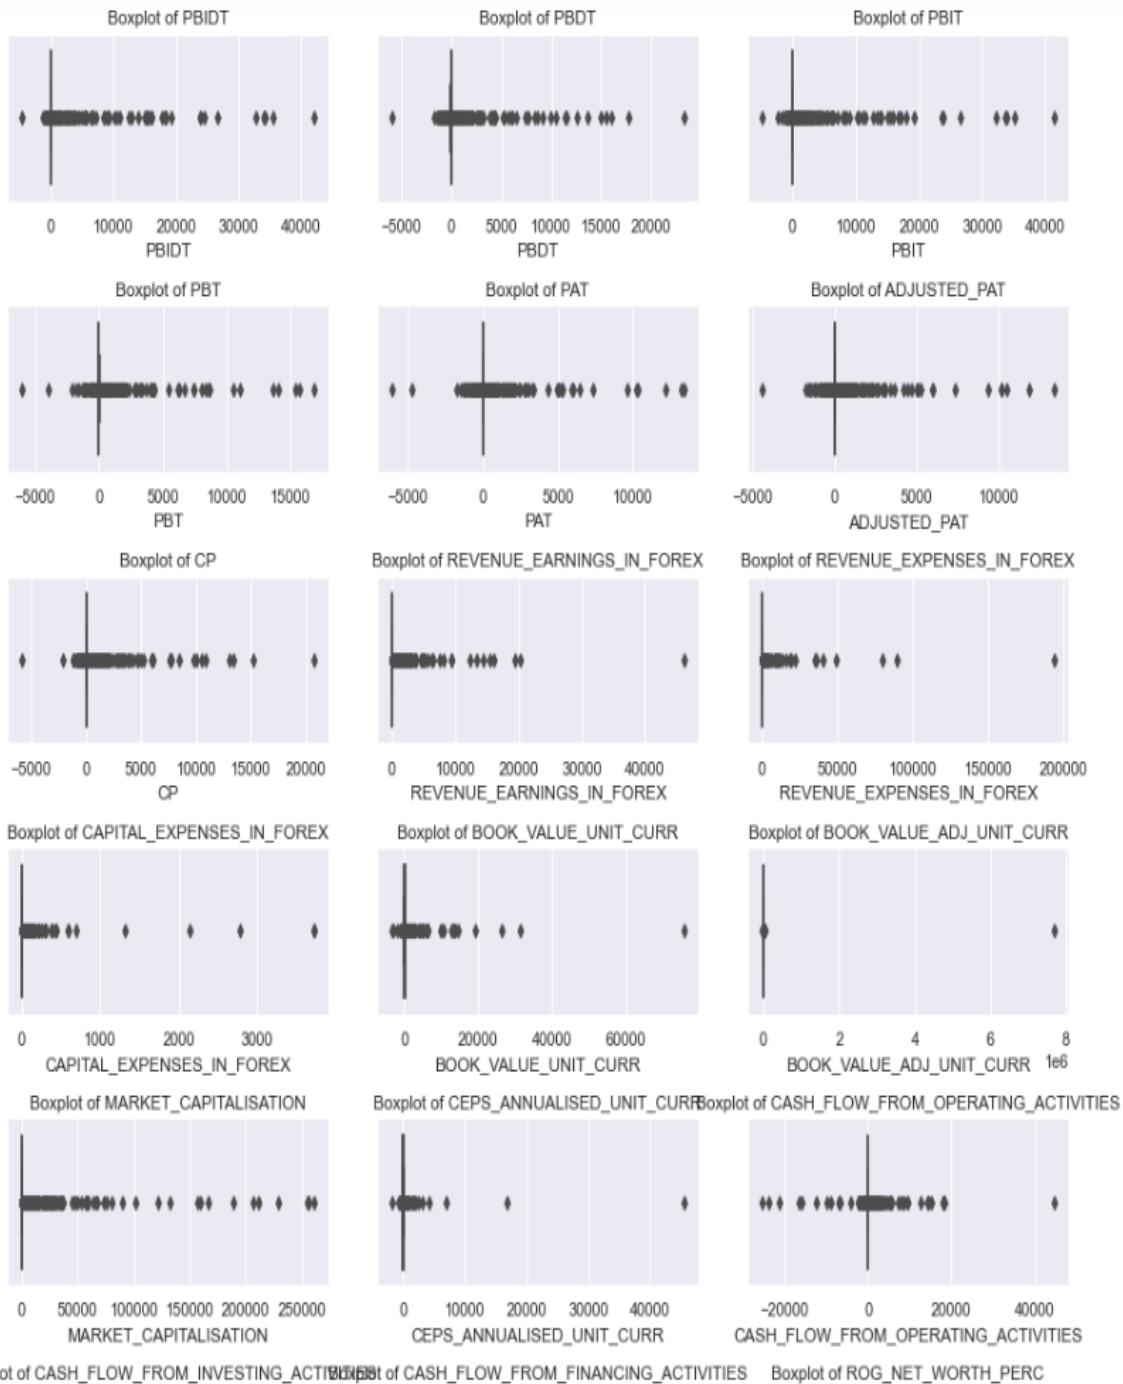 Boxplot of PBIDT Boxplot of PBDT Boxplot of PBIT
0 10000 20000 30000 40000 −5000 0 5000 10000 15000 20000 0 10000 20000 30000 40000
PBIDT PBDT PBIT
Boxplot of PBT Boxplot of PAT Boxplot of ADJUSTED_PAT
−5000 0 5000 10000 15000 −5000 0 5000 10000 −5000 0 5000 10000
PBT PAT ADJUSTED_PAT
Boxplot of CP Boxplot of REVENUE_EARNINGS_IN_FOREX Boxplot of REVENUE_EXPENSES_IN_FOREX
−5000 0 5000 10000 15000 20000 0 10000 20000 30000 40000 0 50000 100000 150000 200000
CP REVENUE_EARNINGS_IN_FOREX REVENUE_EXPENSES_IN_FOREX
Boxplot of CAPITAL_EXPENSES_IN_FOREX Boxplot of BOOK_VALUE_UNIT_CURR Boxplot of BOOK_VALUE_ADJ_UNIT_CURR
0 1000 2000 3000 0 20000 40000 60000 0 2 4 6 8
CAPITAL_EXPENSES_IN_FOREX BOOK_VALUE_UNIT_CURR BOOK_VALUE_ADJ_UNIT_CURR 1e6
Boxplot of MARKET_CAPITALISATION Boxplot of CEPS_ANNUALISED_UNIT_CURR Boxplot of CASH_FLOW_FROM_OPERATING_ACTIVITIES
0 50000 100000 150000 200000 250000 0 10000 20000 30000 40000 −20000 0 20000 40000
MARKET_CAPITALISATION CEPS_ANNUALISED_UNIT_CURR CASH_FLOW_FROM_OPERATING_ACTIVITIES
of CASH_FLOW_FROM_INVESTING_ACTIVITIES of CASH_FLOW_FROM_FINANCING_ACTIVITIES Boxplot of ROG_NET_WORTH_PERC